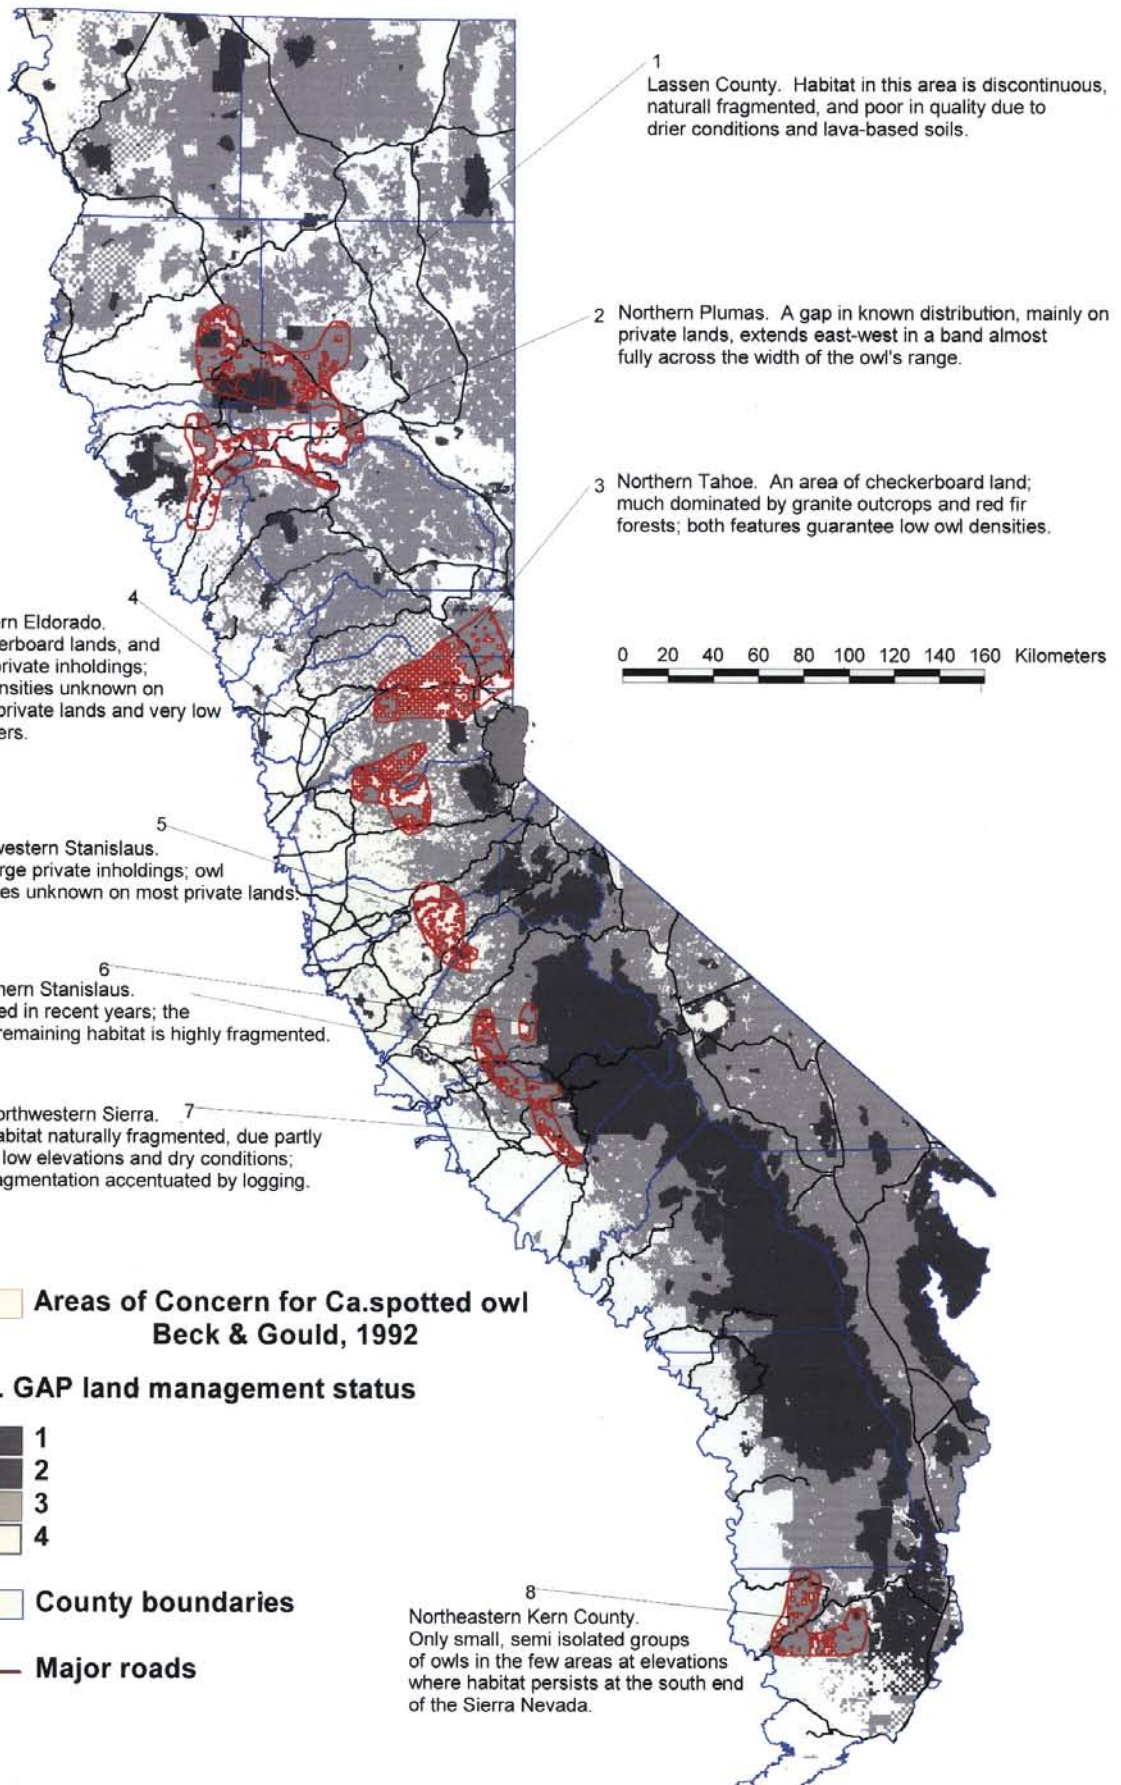 1
Lassen County. Habitat in this area is discontinuous,
naturall fragmented, and poor in quality due to
drier conditions and lava-based soils.
2 Northern Plumas. A gap in known distribution, mainly on
private lands, extends east-west in a band almost
fully across the width of the owl's range.
3 Northern Tahoe. An area of checkerboard land;
much dominated by granite outcrops and red fir
forests; both features guarantee low owl densities.
4
rn Eldorado.
erboard lands, and
private inholdings;
nsities unknown on
private lands and very low
ers.
0 20 40 60 80 100 120 140 160 Kilometers
5
western Stanislaus.
rge private inholdings; owl
es unknown on most private lands.
6
hern Stanislaus.
ed in recent years; the
remaining habitat is highly fragmented.
orthwestern Sierra. 7
abitat naturally fragmented, due partly
low elevations and dry conditions;
agmentation accentuated by logging.
Areas of Concern for Ca.spotted owl
Beck & Gould, 1992
. GAP land management status
1
2
3
4
County boundaries
Major roads
8
Northeastern Kern County.
Only small, semi isolated groups
of owls in the few areas at elevations
where habitat persists at the south end
of the Sierra Nevada.